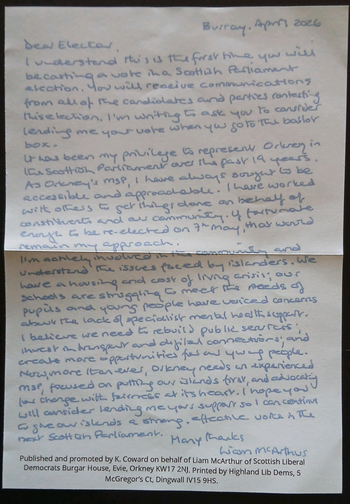 Burray, April 2026
Dear Elector,
I understand this is the first time you will
be casting a vote in a Scottish Parliament
election. You will receive communications
from all of the candidates and parties contesting
this election. I'm writing to ask you to consider
lending me your vote when you go to the ballot
box.
It has been my privilege to represent Orkney in
the Scottish Parliament over the past 19 years.
As Orkney's MSP, I have always sought to be
accessible and approachable. I have worked
with others to get things done on behalf of
constituents and our community. If fortunate
enough to be re-elected on 7th May, that would
remain my approach.
I'm actively involved in the community and
understand the issues faced by islanders. We
have a housing and cost of living crisis; our
schools are struggling to meet the needs of
pupils and young people have voiced concerns
about the lack of specialist mental health support.
I believe we need to rebuild public services;
invest in transport and digital connections; and
create more opportunities for our young people.
Now, more than ever, Orkney needs an experienced
MSP, focused on putting our islands first, and advocating
for change with fairness at its heart. I hope you
will consider lending me your support so I can continue
to give our islands a strong, effective voice in the
next Scottish Parliament.
Many thanks
Liam McArthur
Published and promoted by K. Coward on behalf of Liam McArthur of Scottish Liberal
Democrats Burgar House, Evie, Orkney KW17 2NJ. Printed by Highland Lib Dems, 5
McGregor's Ct, Dingwall IV15 9HS.